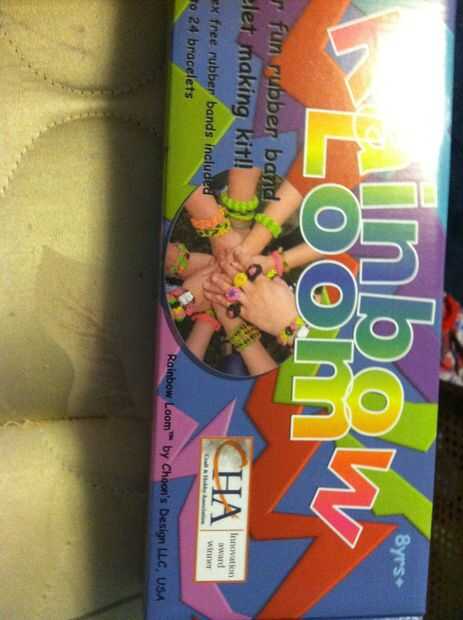 Rainbow
Loom
8yrs+
r fun rubber band
elet making kit!!
ex free rubber bands included
to 24 bracelets
CHA
Craft & Hobby Association
Innovation
award
winner
Rainbow Loom™ by Choon's Design LLC, USA